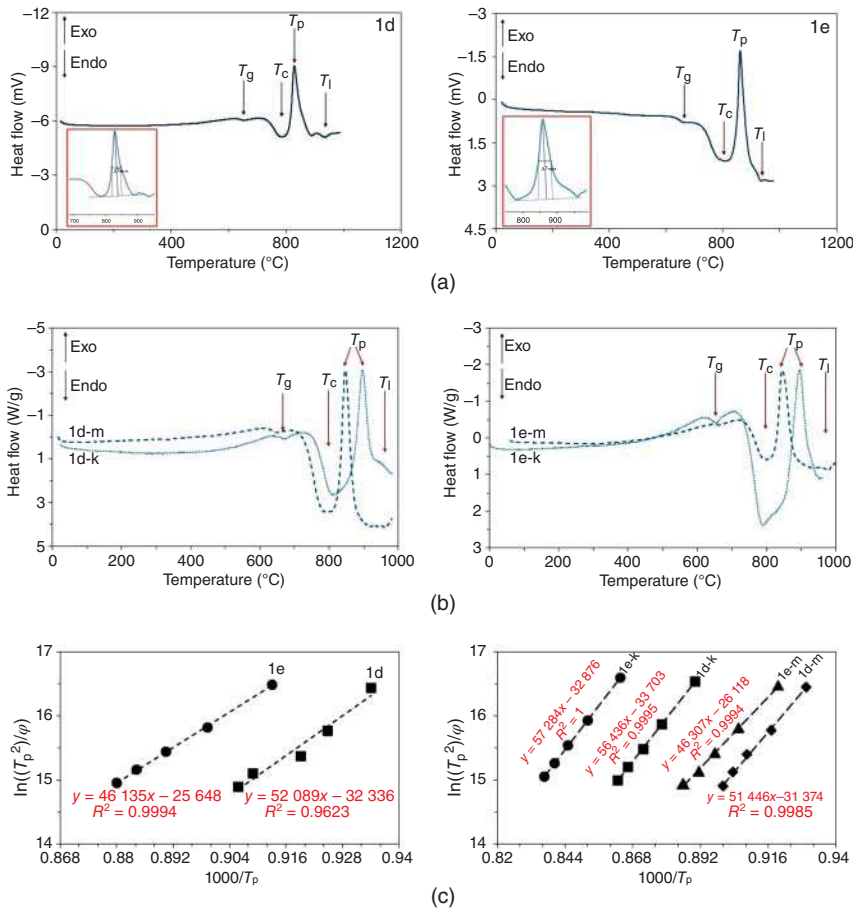 1d
Exo
Endo
Tp
Tg
Tc
Tl
Heat flow (mV)
−9
−6
−3
0
700 800 900
0 400 800 1200
Temperature (°C)
1e
Exo
Endo
Tp
Tg
Tc
Tl
Heat flow (mV)
−3
−1.5
0
1.5
3
4.5
800 900
0 400 800 1200
Temperature (°C)
(a)
Exo
Endo
Tp
Tg
Tc
Tl
1d-m
1d-k
Heat flow (W/g)
−5
−3
−1
1
3
5
0 200 400 600 800 1000
Temperature (°C)
Exo
Endo
Tp
Tg
Tc
Tl
1e-m
1e-k
Heat flow (W/g)
−3
−2
−1
0
1
2
3
0 200 400 600 800 1000
Temperature (°C)
(b)
ln((Tp²)/φ)
17
16
15
14
1e
1d
y = 46 135x − 25 648
R² = 0.9994
y = 52 089x − 32 336
R² = 0.9623
0.868 0.88 0.892 0.904 0.916 0.928 0.94
1000/Tp
ln((Tp²)/φ)
17
16
15
14
1e-k
1d-k
1e-m
1d-m
y = 57 284x − 32 876
R² = 1
y = 56 436x − 33 703
R² = 0.9995
y = 46 307x − 26 118
R² = 0.9994
y = 51 446x–31 374
R² = 0.9985
0.82 0.844 0.868 0.892 0.916 0.94
1000/Tp
(c)